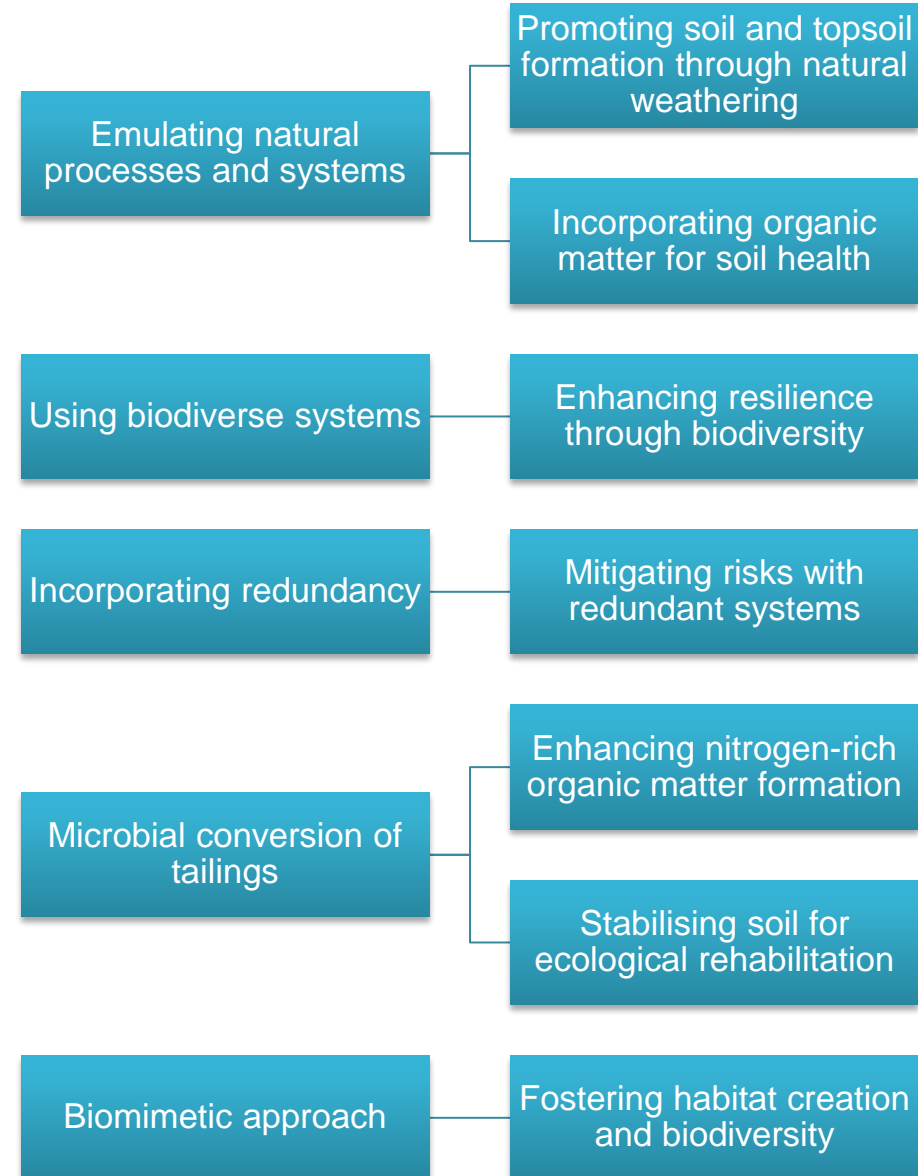 Emulating natural
processes and systems
Promoting soil and topsoil
formation through natural
weathering
Incorporating organic
matter for soil health
Using biodiverse systems
Enhancing resilience
through biodiversity
Incorporating redundancy
Mitigating risks with
redundant systems
Microbial conversion of
tailings
Enhancing nitrogen-rich
organic matter formation
Stabilising soil for
ecological rehabilitation
Biomimetic approach
Fostering habitat creation
and biodiversity